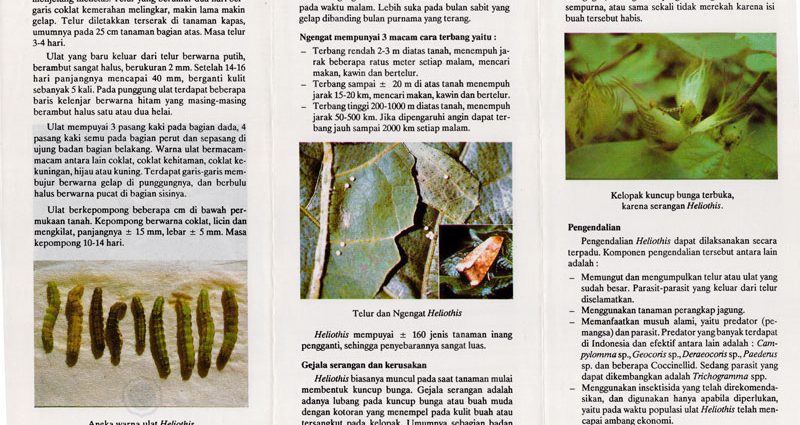 garis coklat kemerahan melingkar, makin lama makin
gelap. Telur diletakkan terserak di tanaman kapas,
umumnya pada 25 cm tanaman bagian atas. Masa telur
3-4 hari.
Ulat yang baru keluar dari telur berwarna putih,
berambut sangat halus, berukuran 2 mm. Setelah 14-16
hari panjangnya mencapai 40 mm, berganti kulit
sebanyak 5 kali. Pada punggung ulat terdapat beberapa
baris kelenjar berwarna hitam yang masing-masing
berambut halus satu atau dua helai.
Ulat mempuyai 3 pasang kaki pada bagian dada, 4
pasang kaki semu pada bagian perut dan sepasang di
ujung badan bagian belakang. Warna ulat bermacam-
macam antara lain coklat, coklat kehitaman, coklat ke-
kuningan, hijau atau kuning. Terdapat garis-garis mem-
bujur berwarna gelap di punggungnya, dan berbulu
halus berwarna pucat di bagian sisinya.
Ulat berkepompong beberapa cm di bawah per-
mukaan tanah. Kepompong berwarna coklat, licin dan
mengkilat, panjangnya ± 15 mm, lebar ± 5 mm. Masa
kepompong 10-14 hari.
Aneka warna ulat Heliothis
pada waktu malam. Lebih suka pada bulan sabit yang
gelap dibanding bulan purnama yang terang.
Ngengat mempunyai 3 macam cara terbang yaitu :
– Terbang rendah 2-3 m diatas tanah, menempuh ja-
rak beberapa ratus meter setiap malam, mencari
makan, kawin dan bertelur.
– Terbang sampai ± 20 m di atas tanah menempuh
jarak 15-20 km, mencari makan, kawin dan bertelur.
– Terbang tinggi 200-1000 m diatas tanah, menempuh
jarak 50-500 km. Jika dipengaruhi angin dapat ter-
bang jauh sampai 2000 km setiap malam.
Telur dan Ngengat Heliothis
Heliothis mempuyai ± 160 jenis tanaman inang
pengganti, sehingga penyebarannya sangat luas.
Gejala serangan dan kerusakan
Heliothis biasanya muncul pada saat tanaman mulai
membentuk kuncup bunga. Gejala serangan adalah
adanya lubang pada kuncup bunga atau buah muda
dengan kotoran yang menempel pada kulit buah atau
tersangkut pada kelopak. Umumnya sebagian badan
sempurna, atau sama sekali tidak merekah karena isi
buah tersebut habis.
Kelopak kuncup bunga terbuka,
karena serangan Heliothis.
Pengendalian
Pengendalian Heliothis dapat dilaksanakan secara
terpadu. Komponen pengendalian tersebut antara lain
adalah :
– Memungut dan mengumpulkan telur atau ulat yang
sudah besar. Parasit-parasit yang keluar dari telur
diselamatkan.
– Menggunakan tanaman perangkap jagung.
– Memanfaatkan musuh alami, yaitu predator (pe-
mangsa) dan parasit. Predator yang banyak terdapat
di Indonesia dan efektif antara lain adalah : Cam-
pylomma sp., Geocoris sp., Deraeocoris sp., Paederus
sp. dan beberapa Coccinellid. Sedang parasit yang
dapat dikembangkan adalah Trichogramma spp.
– Menggunakan insektisida yang telah direkomenda-
sikan, dan digunakan hanya apabila diperlukan,
yaitu pada waktu populasi ulat Heliothis telah men-
capai ambang ekonomi.